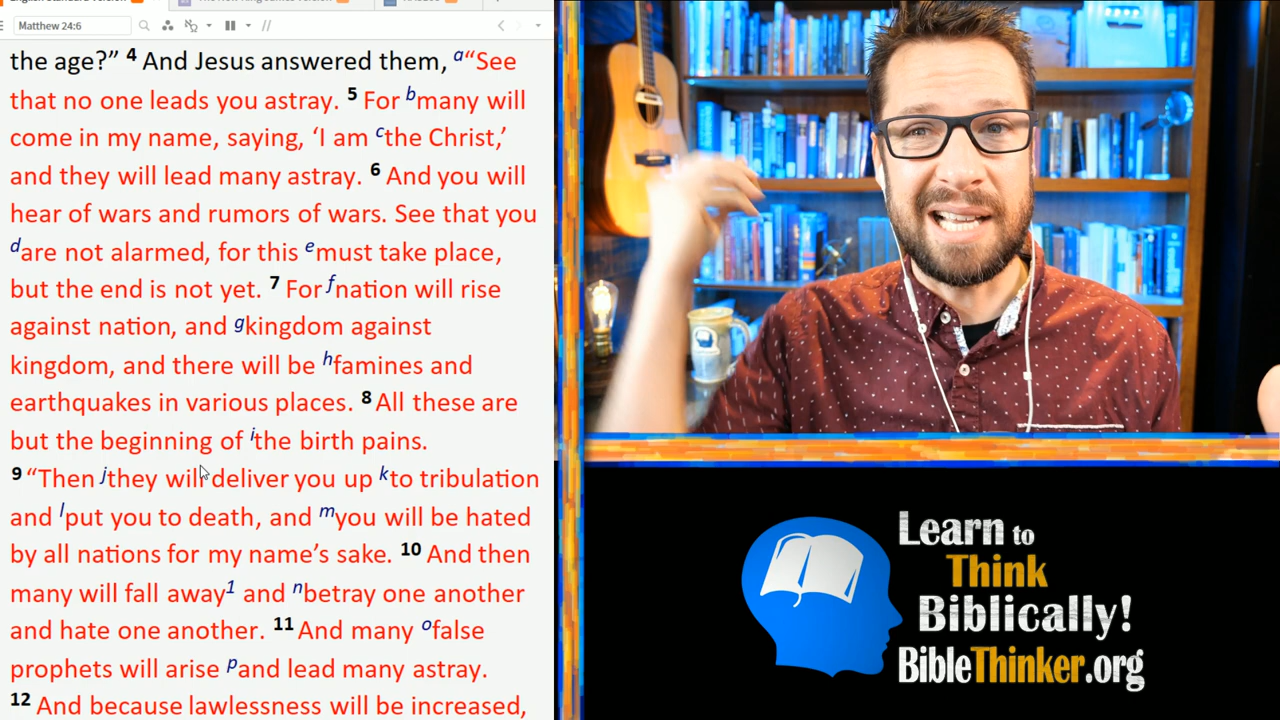 Matthew 24:6
the age?” 4 And Jesus answered them, a“See
that no one leads you astray. 5 For bmany will
come in my name, saying, ‘I am cthe Christ,’
and they will lead many astray. 6 And you will
hear of wars and rumors of wars. See that you
dare not alarmed, for this emust take place,
but the end is not yet. 7 For fnation will rise
against nation, and gkingdom against
kingdom, and there will be hfamines and
earthquakes in various places. 8 All these are
but the beginning of ithe birth pains.
9 “Then jthey will deliver you up kto tribulation
and lput you to death, and myou will be hated
by all nations for my name’s sake. 10 And then
many will fall away1 and nbetray one another
and hate one another. 11 And many ofalse
prophets will arise pand lead many astray.
12 And because lawlessness will be increased,
Learn to
Think
Biblically!
BibleThinker.org